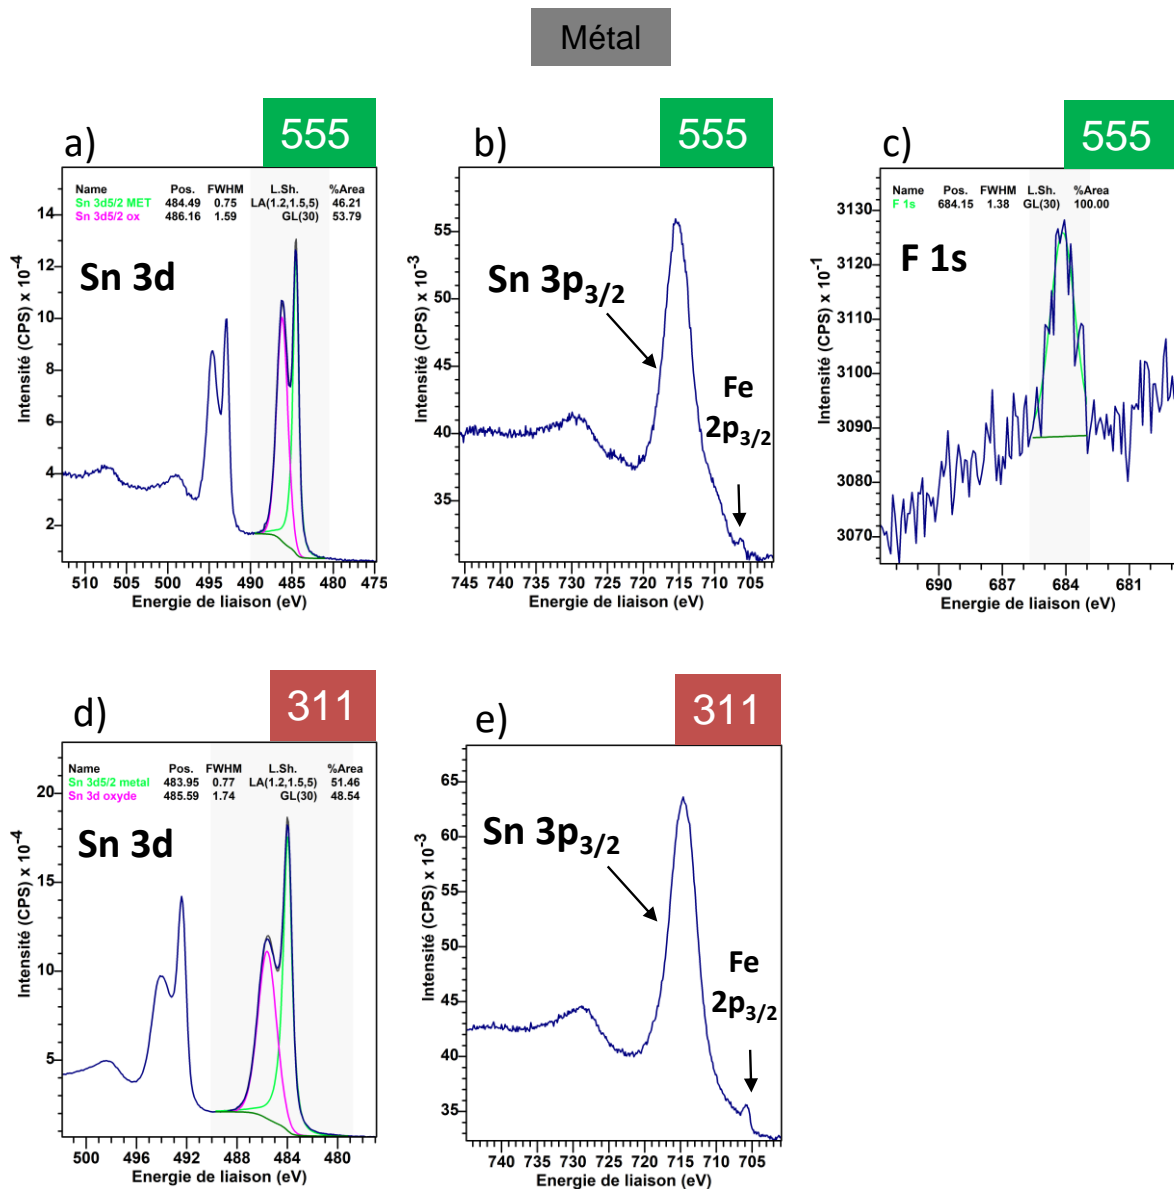 Métal
a)
555
Name Pos. FWHM L.Sh. %Area
Sn 3d5/2 MET 484.49 0.75 LA(1.2,1.5,5) 46.21
Sn 3d5/2 ox 486.16 1.59 GL(30) 53.79
Sn 3d
Intensité (CPS) x 10⁻⁴
14
12
10
8
6
4
2
510 505 500 495 490 485 480 475
Energie de liaison (eV)
b)
555
Sn 3p3/2
Fe
2p3/2
Intensité (CPS) x 10⁻³
55
50
45
40
35
745 740 735 730 725 720 715 710 705
Energie de liaison (eV)
c)
555
Name Pos. FWHM L.Sh. %Area
F 1s 684.15 1.38 GL(30) 100.00
F 1s
Intensité (CPS) x 10⁻¹
3130
3120
3110
3100
3090
3080
3070
690 687 684 681
Energie de liaison (eV)
d)
311
Name Pos. FWHM L.Sh. %Area
Sn 3d5/2 metal 483.95 0.77 LA(1.2,1.5,5) 51.46
Sn 3d oxyde 485.59 1.74 GL(30) 48.54
Sn 3d
Intensité (CPS) x 10⁻⁴
20
15
10
5
500 496 492 488 484 480
Energie de liaison (eV)
e)
311
Sn 3p3/2
Fe
2p3/2
Intensité (CPS) x 10⁻³
65
60
55
50
45
40
35
740 735 730 725 720 715 710 705
Energie de liaison (eV)